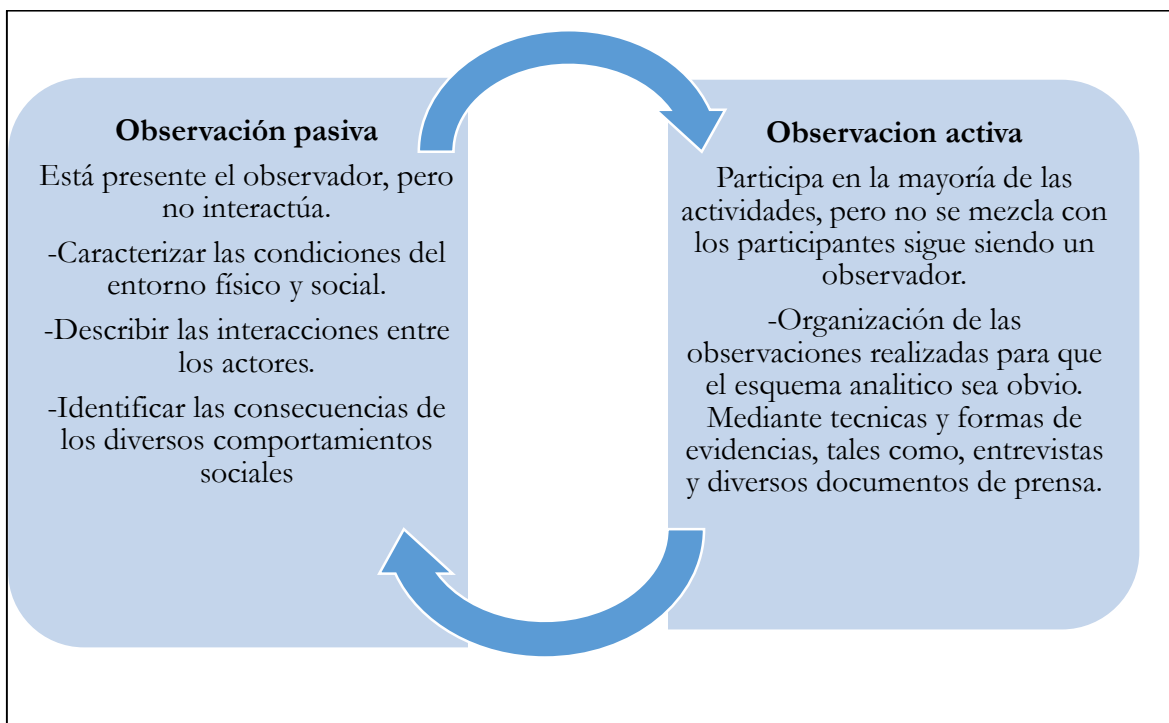 Observación pasiva
Está presente el observador, pero
no interactúa.
-Caracterizar las condiciones del
entorno físico y social.
-Describir las interacciones entre
los actores.
-Identificar las consecuencias de
los diversos comportamientos
sociales
Observacion activa
Participa en la mayoría de las
actividades, pero no se mezcla con
los participantes sigue siendo un
observador.
-Organización de las
observaciones realizadas para que
el esquema analitico sea obvio.
Mediante tecnicas y formas de
evidencias, tales como, entrevistas
y diversos documentos de prensa.